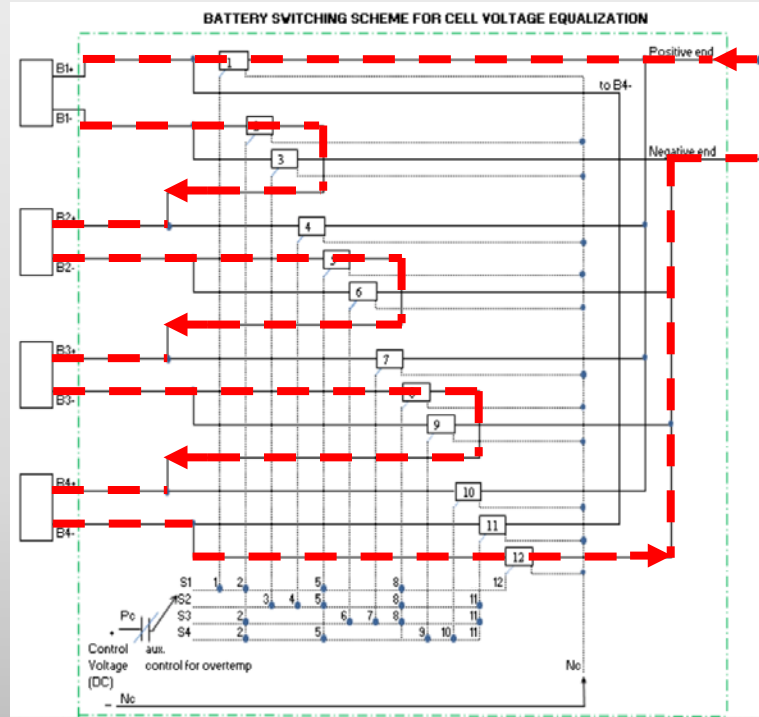 BATTERY SWITCHING SCHEME FOR CELL VOLTAGE EQUALIZATION
Positive end
B1+
1
to B4-
B1-
2
3
Negative end
B2+
4
B2-
5
6
B3+
7
B3-
8
9
B4+
10
11
B4-
12
S1 1 2 5 8 12
S2 3 4 5 8 11
S3 2 6 7 8 11
S4 2 5 9 10 11
Pc
+
Control aux.
Voltage control for overtemp
(DC)
Nc
– Nc